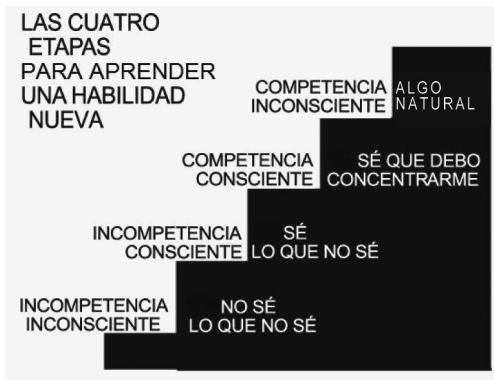 LAS CUATRO
ETAPAS
PARA APRENDER
UNA HABILIDAD
NUEVA
COMPETENCIA
INCONSCIENTE
ALGO
NATURAL
COMPETENCIA
CONSCIENTE
SÉ QUE DEBO
CONCENTRARME
INCOMPETENCIA
CONSCIENTE
SÉ
LO QUE NO SÉ
INCOMPETENCIA
INCONSCIENTE
NO SÉ
LO QUE NO SÉ